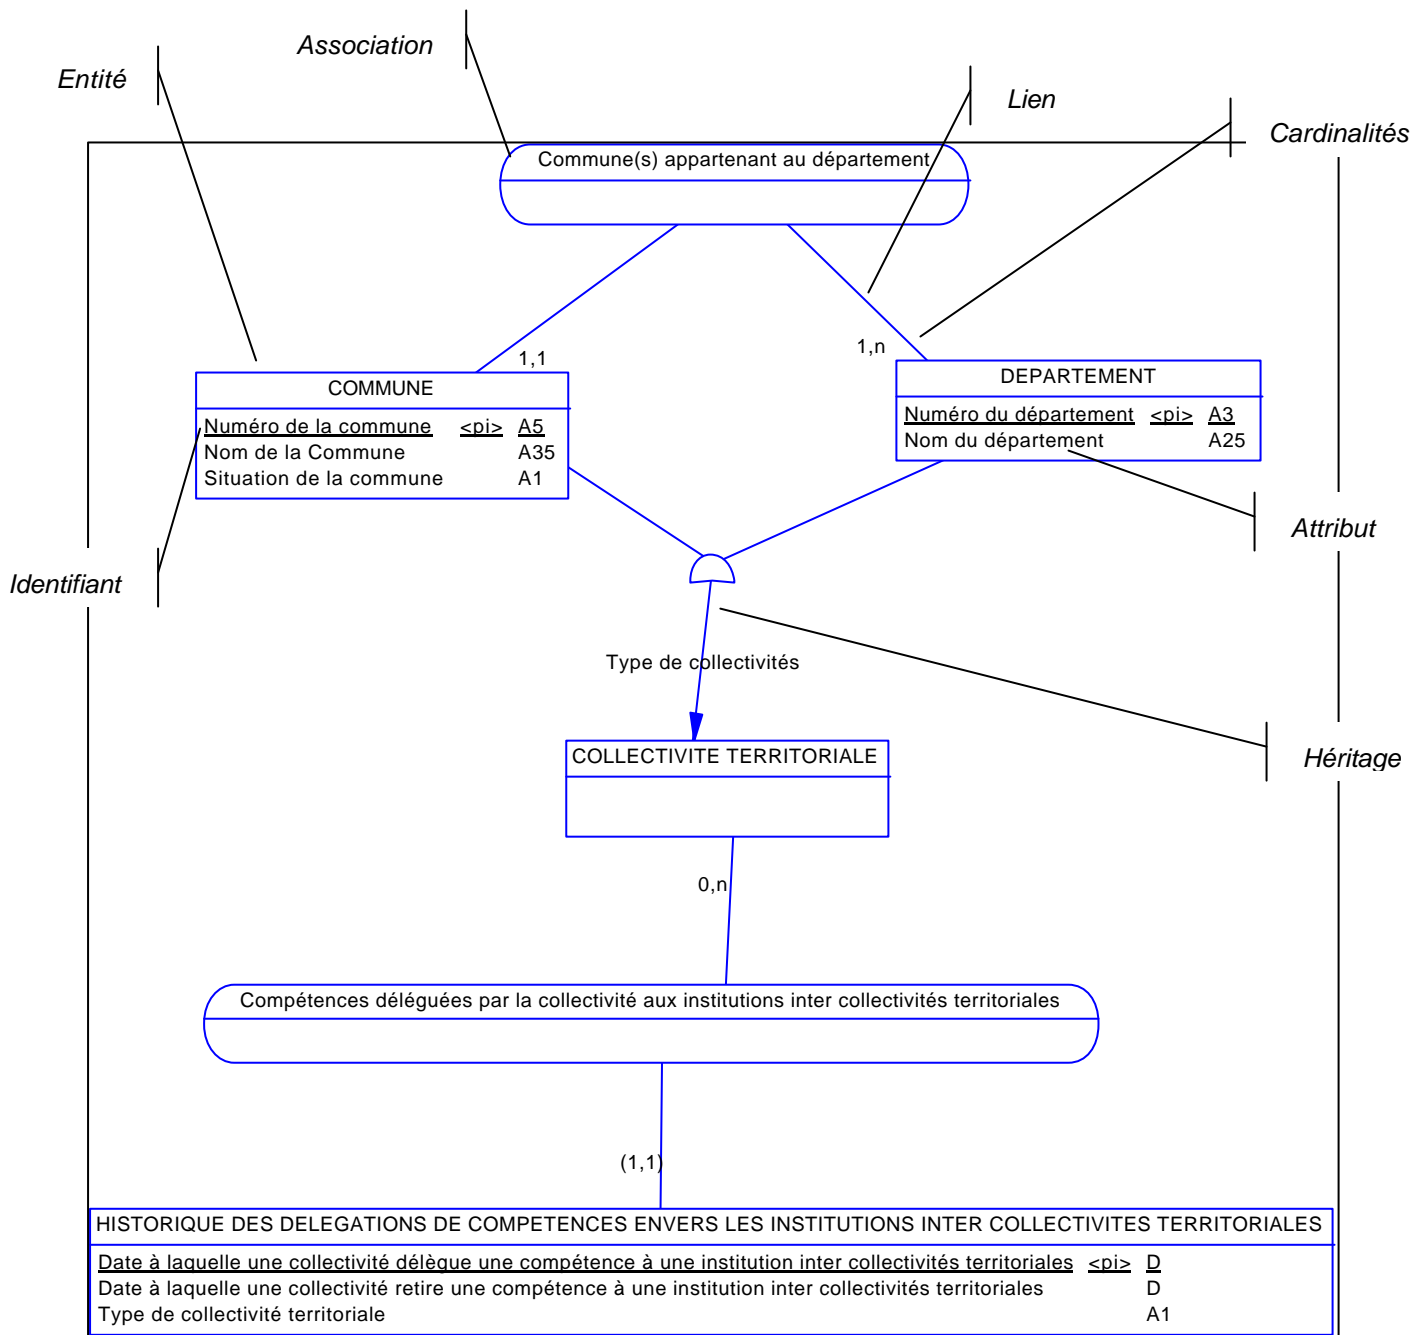 Association
Entité
Lien
Cardinalités
Commune(s) appartenant au département
1,1
1,n
COMMUNE
Numéro de la commune <pi> A5
Nom de la Commune A35
Situation de la commune A1
DEPARTEMENT
Numéro du département <pi> A3
Nom du département A25
Attribut
Identifiant
Type de collectivités
Héritage
COLLECTIVITE TERRITORIALE
0,n
Compétences déléguées par la collectivité aux institutions inter collectivités territoriales
(1,1)
HISTORIQUE DES DELEGATIONS DE COMPETENCES ENVERS LES INSTITUTIONS INTER COLLECTIVITES TERRITORIALES
Date à laquelle une collectivité délègue une compétence à une institution inter collectivités territoriales <pi> D
Date à laquelle une collectivité retire une compétence à une institution inter collectivités territoriales D
Type de collectivité territoriale A1